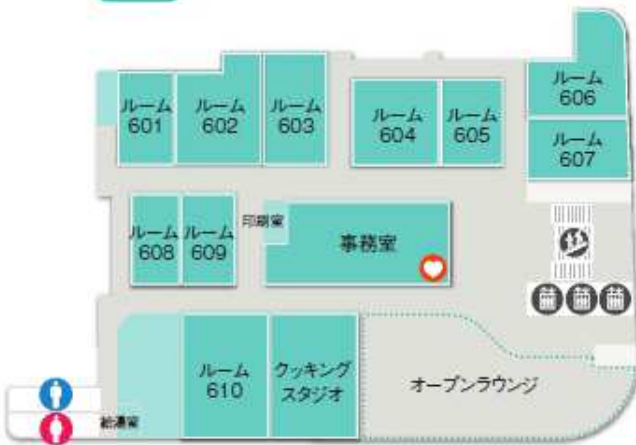 ルーム
601
ルーム
602
ルーム
603
ルーム
604
ルーム
605
ルーム
606
ルーム
607
ルーム
608
ルーム
609
印刷室
事務室
ルーム
610
クッキング
スタジオ
オープンラウンジ
給湯室